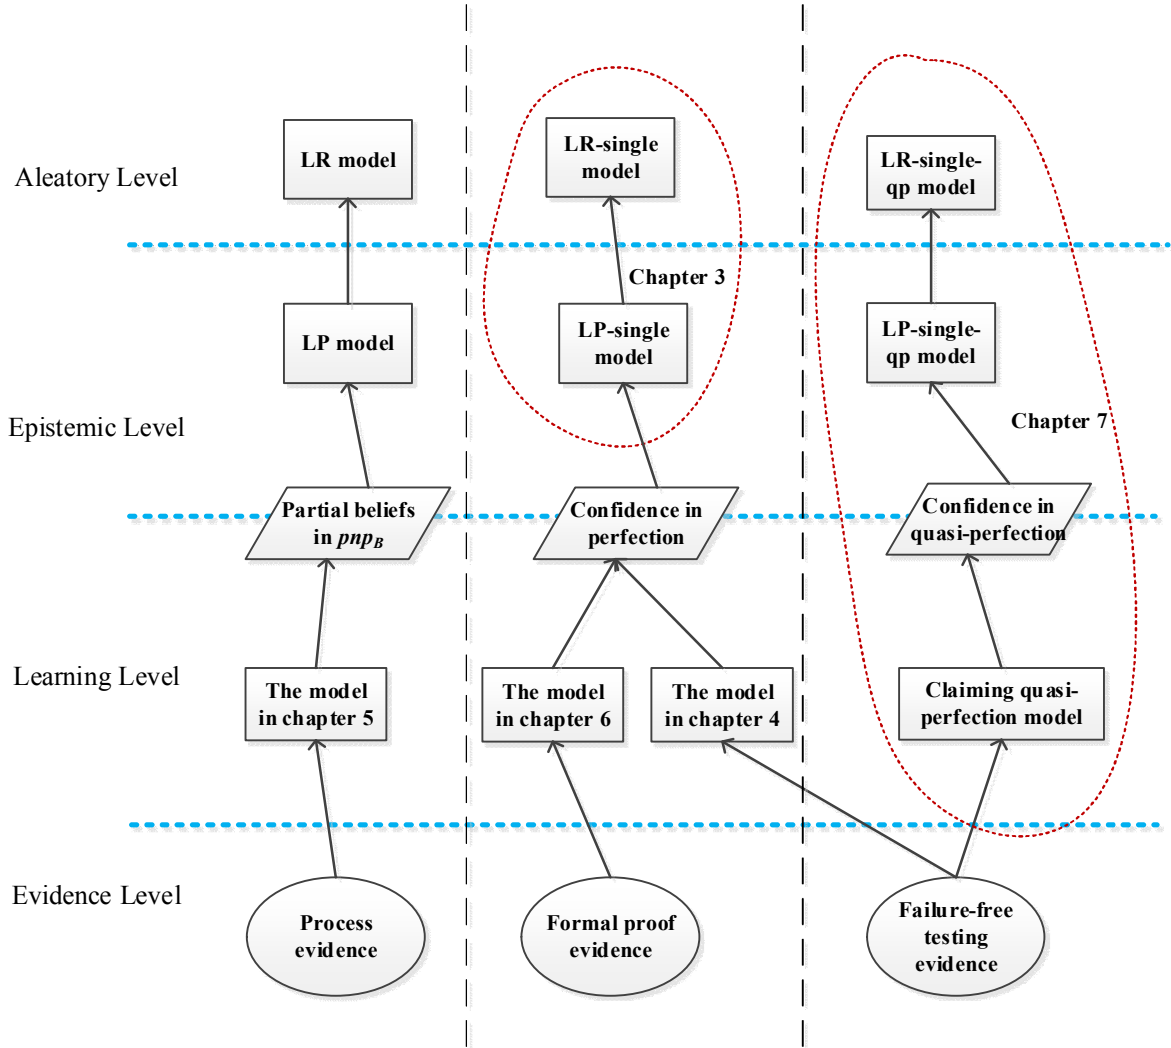 Aleatory Level
LR model
LR-single
model
LR-single-
qp model
Chapter 3
LP model
LP-single
model
LP-single-
qp model
Epistemic Level
Chapter 7
Partial beliefs
in pnp_B
Confidence in
perfection
Confidence in
quasi-perfection
Learning Level
The model
in chapter 5
The model
in chapter 6
The model
in chapter 4
Claiming quasi-
perfection model
Evidence Level
Process
evidence
Formal proof
evidence
Failure-free
testing
evidence